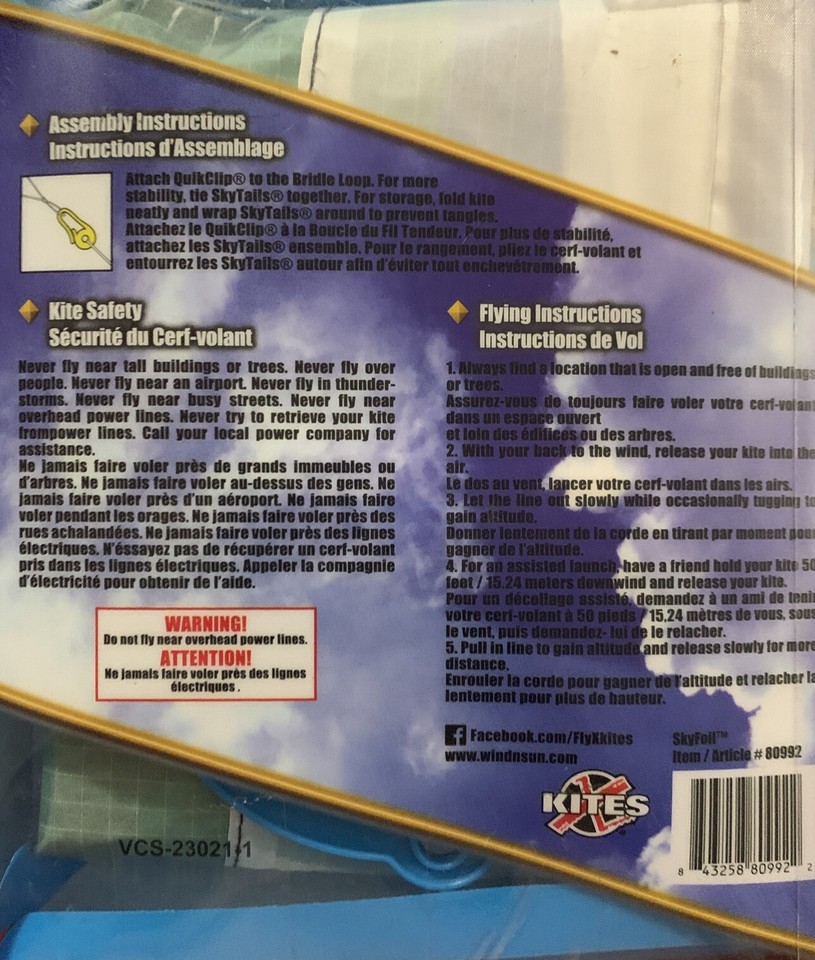 Assembly Instructions
Instructions d'Assemblage
Attach QuikClip® to the Bridle Loop. For more
stability, tie SkyTails® together. For storage, fold kite
neatly and wrap SkyTails® around to prevent tangles.
Attachez le QuikClip® à la Boucle du Fil Tendeur. Pour plus de stabilité,
attachez les SkyTails® ensemble. Pour le rangement, pliez le cerf-volant et
entourrez les SkyTails® autour afin d'éviter tout enchevêtrement.
Kite Safety
Sécurité du Cerf-volant
Never fly near tall buildings or trees. Never fly over
people. Never fly near an airport. Never fly in thunder-
storms. Never fly near busy streets. Never fly near
overhead power lines. Never try to retrieve your kite
frompower lines. Call your local power company for
assistance.
Ne jamais faire voler près de grands immeubles ou
d'arbres. Ne jamais faire voler au-dessus des gens. Ne
jamais faire voler près d'un aéroport. Ne jamais faire
voler pendant les orages. Ne jamais faire voler près des
rues achalandées. Ne jamais faire voler près des lignes
électriques. N'éssayez pas de récupérer un cerf-volant
pris dans les lignes électriques. Appeler la compagnie
d'électricité pour obtenir de l'aide.
WARNING!
Do not fly near overhead power lines.
ATTENTION!
Ne jamais faire voler près des lignes
électriques .
Flying Instructions
Instructions de Vol
1. Always find a location that is open and free of buildings
or trees.
Assurez-vous de toujours faire voler votre cerf-volant
dans un espace ouvert
et loin des édifices ou des arbres.
2. With your back to the wind, release your kite into the
air.
Le dos au vent, lancer votre cerf-volant dans les airs.
3. Let the line out slowly while occasionally tugging to
gain altitude.
Donner lentement de la corde en tirant par moment pour
gagner de l'altitude.
4. For an assisted launch, have a friend hold your kite 50
feet / 15.24 meters downwind and release your kite.
Pour un décollage assisté, demandez à un ami de tenir
votre cerf-volant à 50 pieds / 15,24 mètres de vous, sous
le vent, puis demandez- lui de le relacher.
5. Pull in line to gain altitude and release slowly for more
distance.
Enrouler la corde pour gagner de l'altitude et relacher la
lentement pour plus de hauteur.
Facebook.com/FlyXkites
www.windnsun.com
SkyFoil™
Item / Article # 80992
KITES
8 43258 80992 2
VCS-23021-1